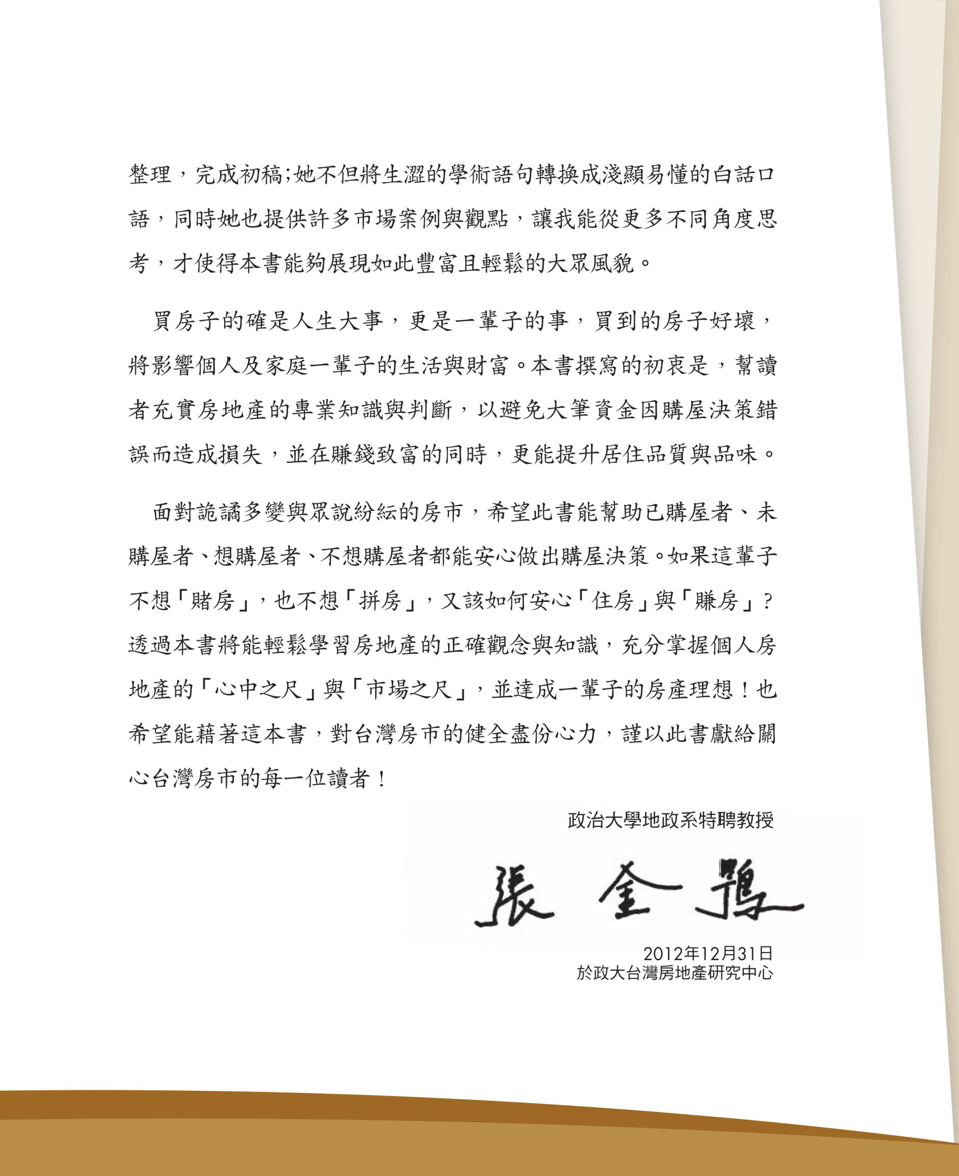 整理，完成初稿；她不但將生澀的學術語句轉換成淺顯易懂的白話口
語，同時她也提供許多市場案例與觀點，讓我能從更多不同角度思
考，才使得本書能夠展現如此豐富且輕鬆的大眾風貌。
買房子的確是人生大事，更是一輩子的事，買到的房子好壞，
將影響個人及家庭一輩子的生活與財富。本書撰寫的初衷是，幫讀
者充實房地產的專業知識與判斷，以避免大筆資金因購屋決策錯
誤而造成損失，並在賺錢致富的同時，更能提升居住品質與品味。
面對詭譎多變與眾說紛紜的房市，希望此書能幫助已購屋者、未
購屋者、想購屋者、不想購屋者都能安心做出購屋決策。如果這輩子
不想「賭房」，也不想「拼房」，又該如何安心「住房」與「賺房」？
透過本書將能輕鬆學習房地產的正確觀念與知識，充分掌握個人房
地產的「心中之尺」與「市場之尺」，並達成一輩子的房產理想！也
希望能藉著這本書，對台灣房市的健全盡份心力，謹以此書獻給關
心台灣房市的每一位讀者！
政治大學地政系特聘教授
張金鶚
2012年12月31日
於政大台灣房地產研究中心